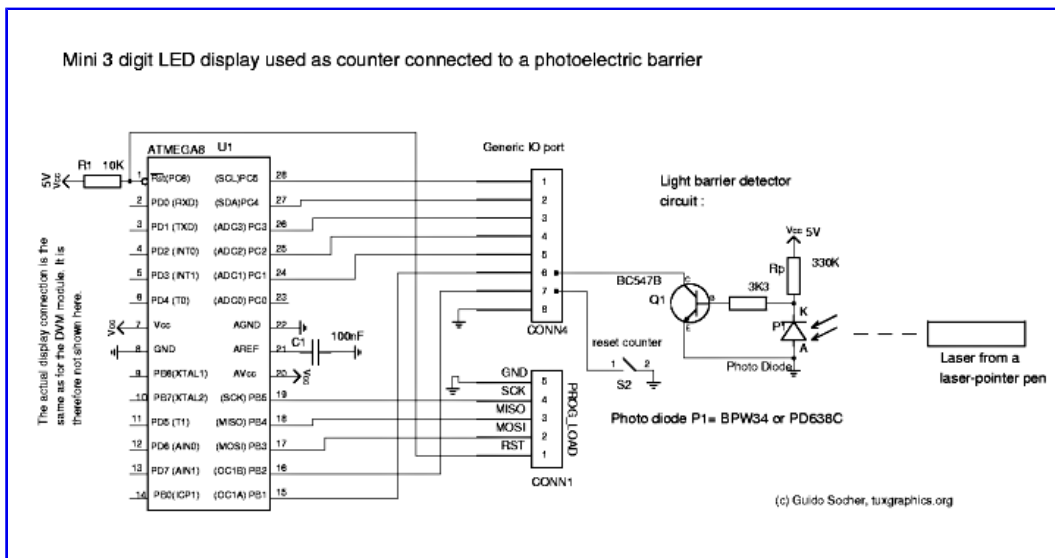 Mini 3 digit LED display used as counter connected to a photoelectric barrier
ATMEGA8 U1
R1 10K
5V
Vcc
1 Rst(PC6) (SCL)PC5 28
2 PD0 (RXD) (SDA)PC4 27
3 PD1 (TXD) (ADC3) PC3 26
4 PD2 (INT0) (ADC2) PC2 25
5 PD3 (INT1) (ADC1) PC1 24
6 PD4 (T0) (ADC0) PC0 23
7 Vcc AGND 22
8 GND AREF 21
9 PB6(XTAL1) AVcc 20
10 PB7(XTAL2) (SCK) PB5 19
11 PD5 (T1) (MISO) PB4 18
12 PD6 (AIN0) (MOSI) PB3 17
13 PD7 (AIN1) (OC1B) PB2 16
14 PB0(ICP1) (OC1A) PB1 15
Vcc
C1
100nF
Vcc
The actual display connection is the
same as for the DVM module. It is
therefore not shown here.
Generic IO port
1
2
3
4
5
6
7
8
CONN4
reset counter
1 2
S2
GND 5
SCK 4
MISO 3
MOSI 2
RST 1
PROG_LOAD
CONN1
Light barrier detector
circuit :
Vcc 5V
Rp
330K
BC547B
Q1
C
B
E
3K3
K
P1
A
Photo Diode
Laser from a
laser-pointer pen
Photo diode P1= BPW34 or PD638C
(c) Guido Socher, tuxgraphics.org